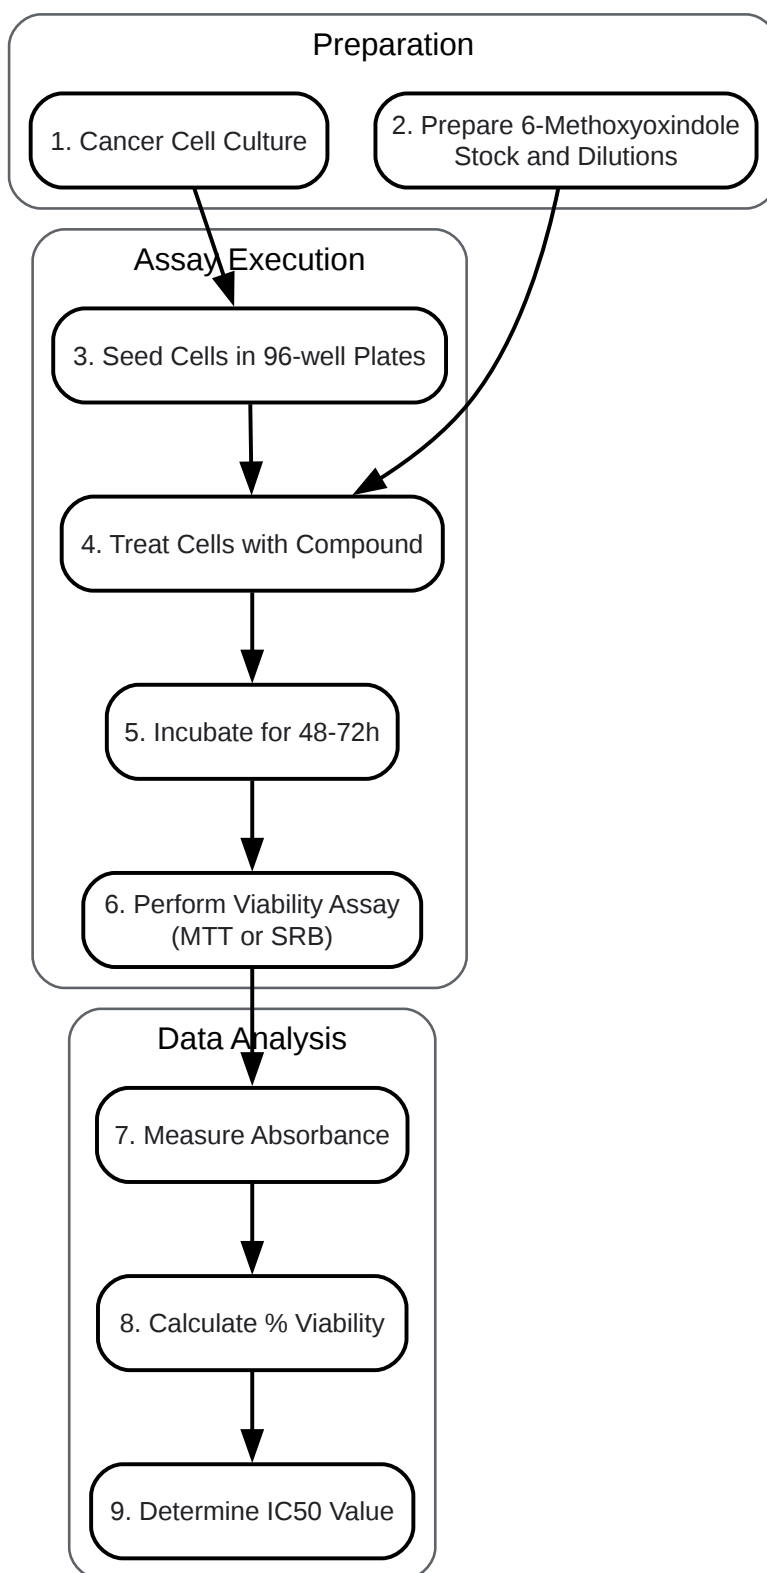 Preparation
1. Cancer Cell Culture
2. Prepare 6-Methoxyoxindole
Stock and Dilutions
Assay Execution
3. Seed Cells in 96-well Plates
4. Treat Cells with Compound
5. Incubate for 48-72h
6. Perform Viability Assay
(MTT or SRB)
Data Analysis
7. Measure Absorbance
8. Calculate % Viability
9. Determine IC50 Value